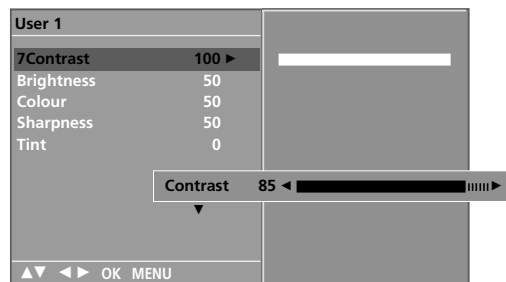 User 1
7Contrast 100 ►
Brightness 50
Colour 50
Sharpness 50
Tint 0
Contrast 85 ◄ ►
▼
▲▼ ◄► OK MENU